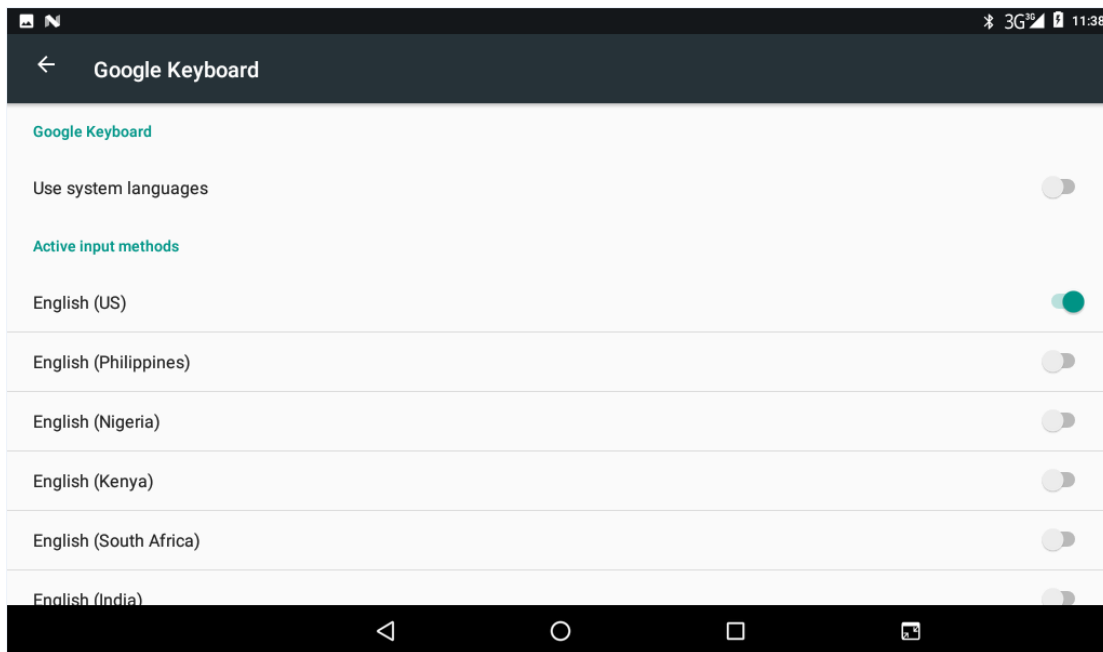 3G 3G 11:38
Google Keyboard
Google Keyboard
Use system languages
Active input methods
English (US)
English (Philippines)
English (Nigeria)
English (Kenya)
English (South Africa)
English (India)